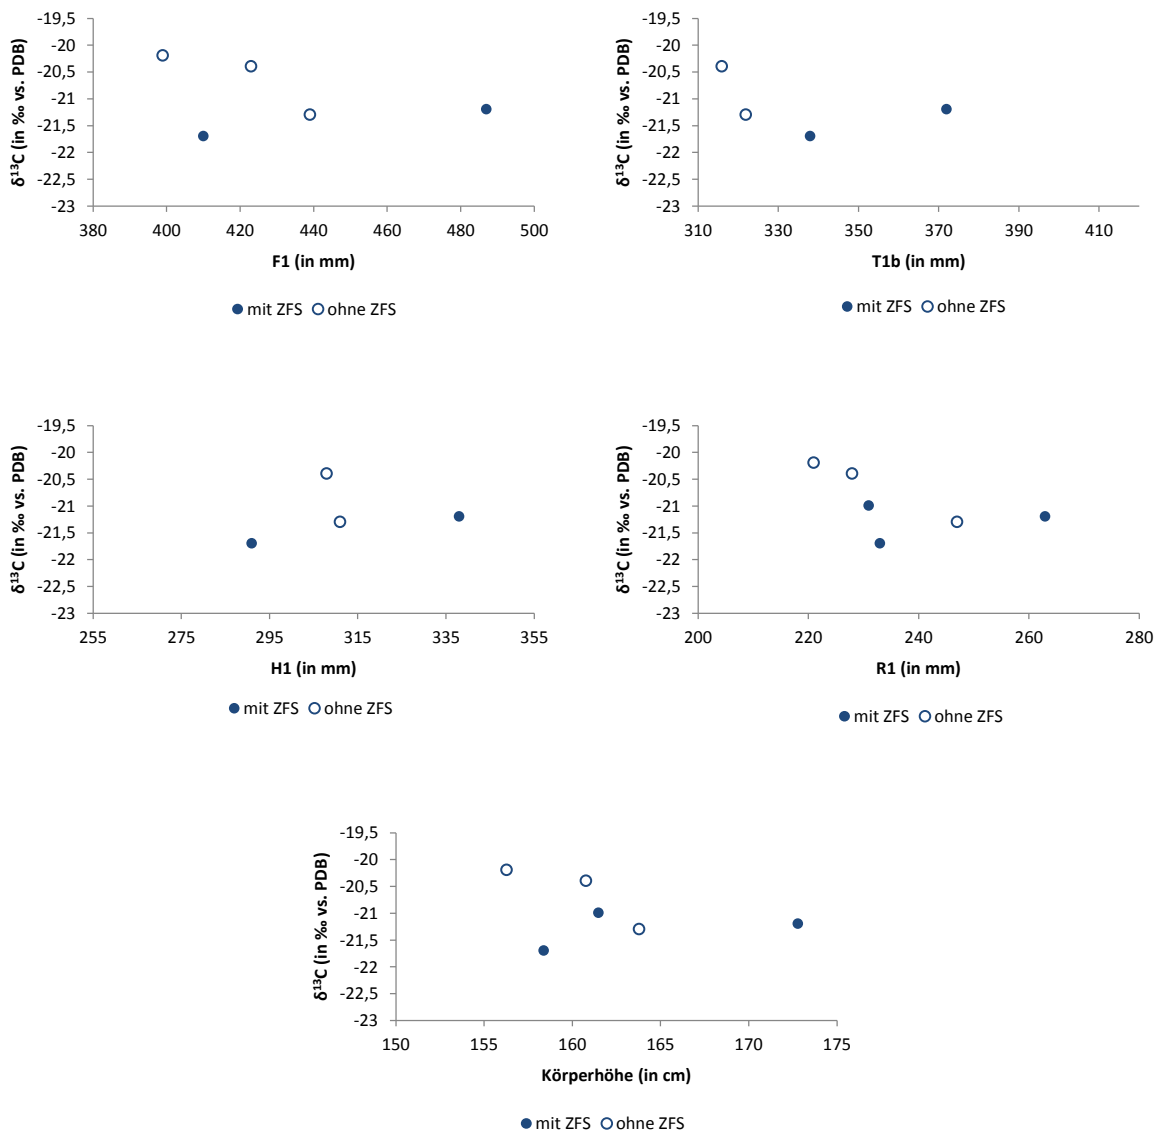 δ¹³C (in ‰ vs. PDB)
-19,5
-20
-20,5
-21
-21,5
-22
-22,5
-23
380 400 420 440 460 480 500
F1 (in mm)
mit ZFS ohne ZFS
δ¹³C (in ‰ vs. PDB)
-19,5
-20
-20,5
-21
-21,5
-22
-22,5
-23
310 330 350 370 390 410
T1b (in mm)
mit ZFS ohne ZFS
δ¹³C (in ‰ vs. PDB)
-19,5
-20
-20,5
-21
-21,5
-22
-22,5
-23
255 275 295 315 335 355
H1 (in mm)
mit ZFS ohne ZFS
δ¹³C (in ‰ vs. PDB)
-19,5
-20
-20,5
-21
-21,5
-22
-22,5
-23
200 220 240 260 280
R1 (in mm)
mit ZFS ohne ZFS
δ¹³C (in ‰ vs. PDB)
-19,5
-20
-20,5
-21
-21,5
-22
-22,5
-23
150 155 160 165 170 175
Körperhöhe (in cm)
mit ZFS ohne ZFS